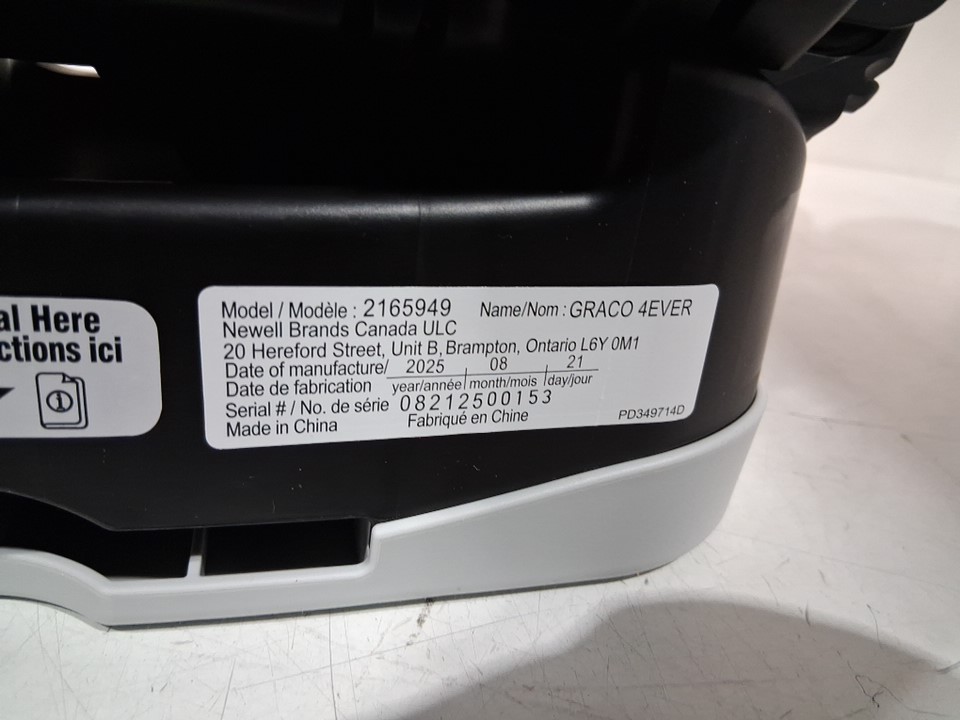 al Here
ctions ici
Model / Modèle : 2165949 Name/Nom : GRACO 4EVER
Newell Brands Canada ULC
20 Hereford Street, Unit B, Brampton, Ontario L6Y 0M1
Date of manufacture/ 2025 08 21
Date de fabrication year/année month/mois day/jour
Serial # / No. de série 08212500153
Made in China Fabriqué en Chine PD349714D